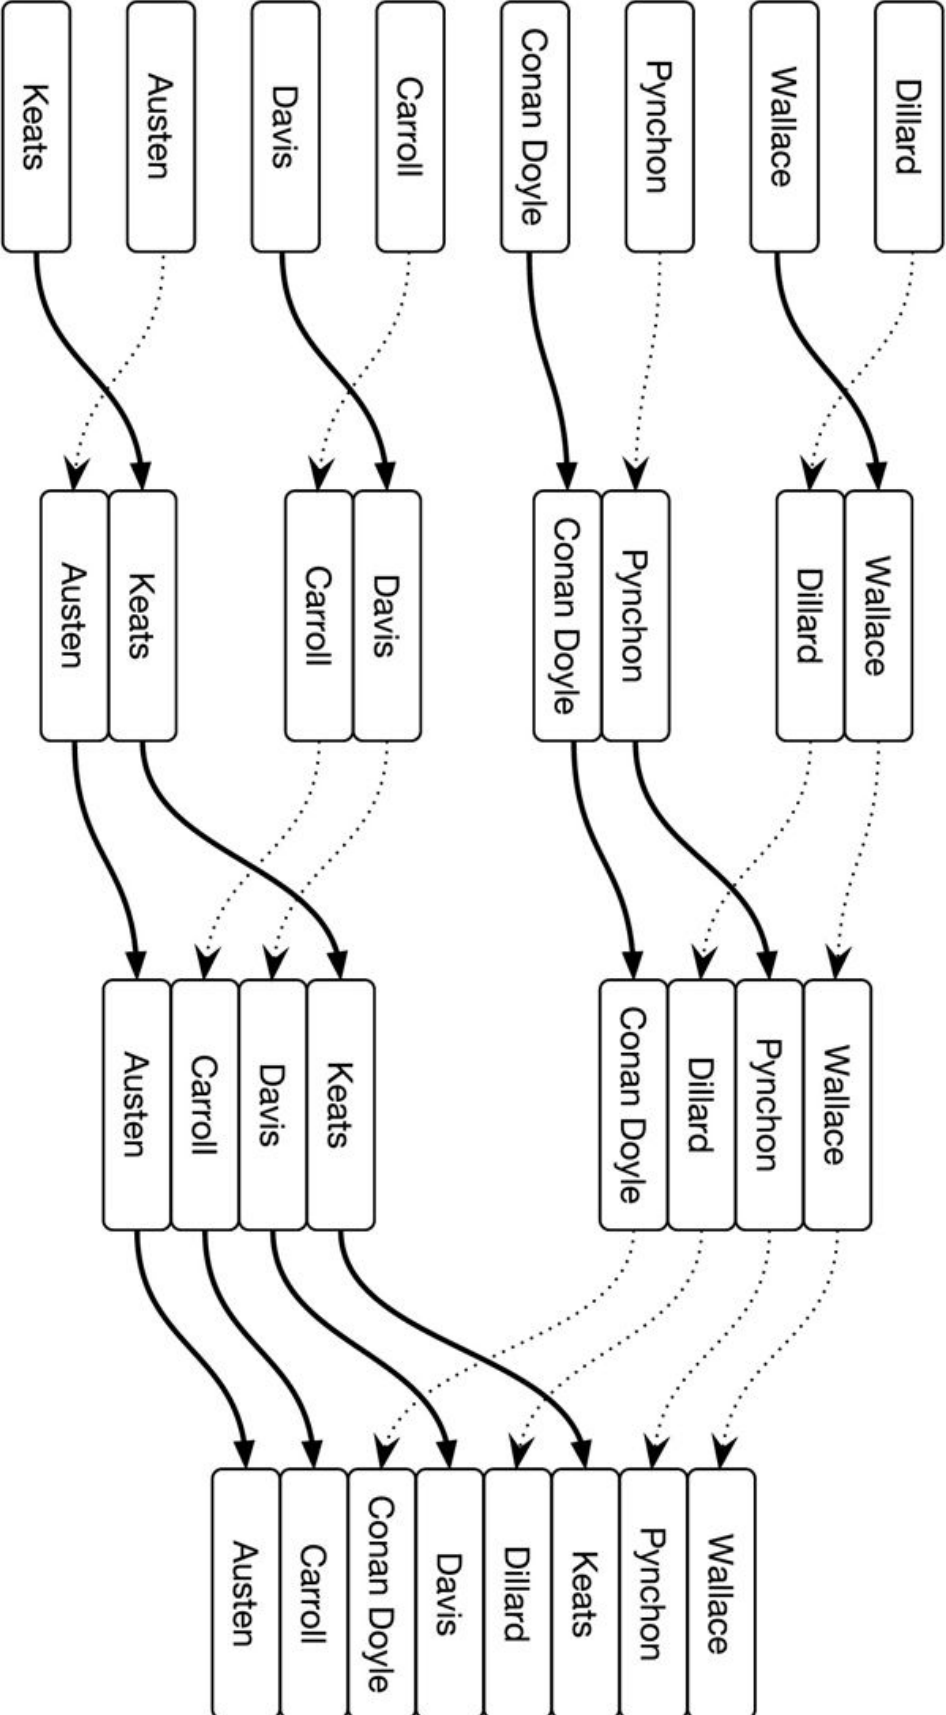 Keats
Austen
Davis
Carroll
Conan Doyle
Pynchon
Wallace
Dillard
Austen
Keats
Carroll
Davis
Conan Doyle
Pynchon
Dillard
Wallace
Austen
Carroll
Davis
Keats
Conan Doyle
Dillard
Pynchon
Wallace
Austen
Carroll
Conan Doyle
Davis
Dillard
Keats
Pynchon
Wallace